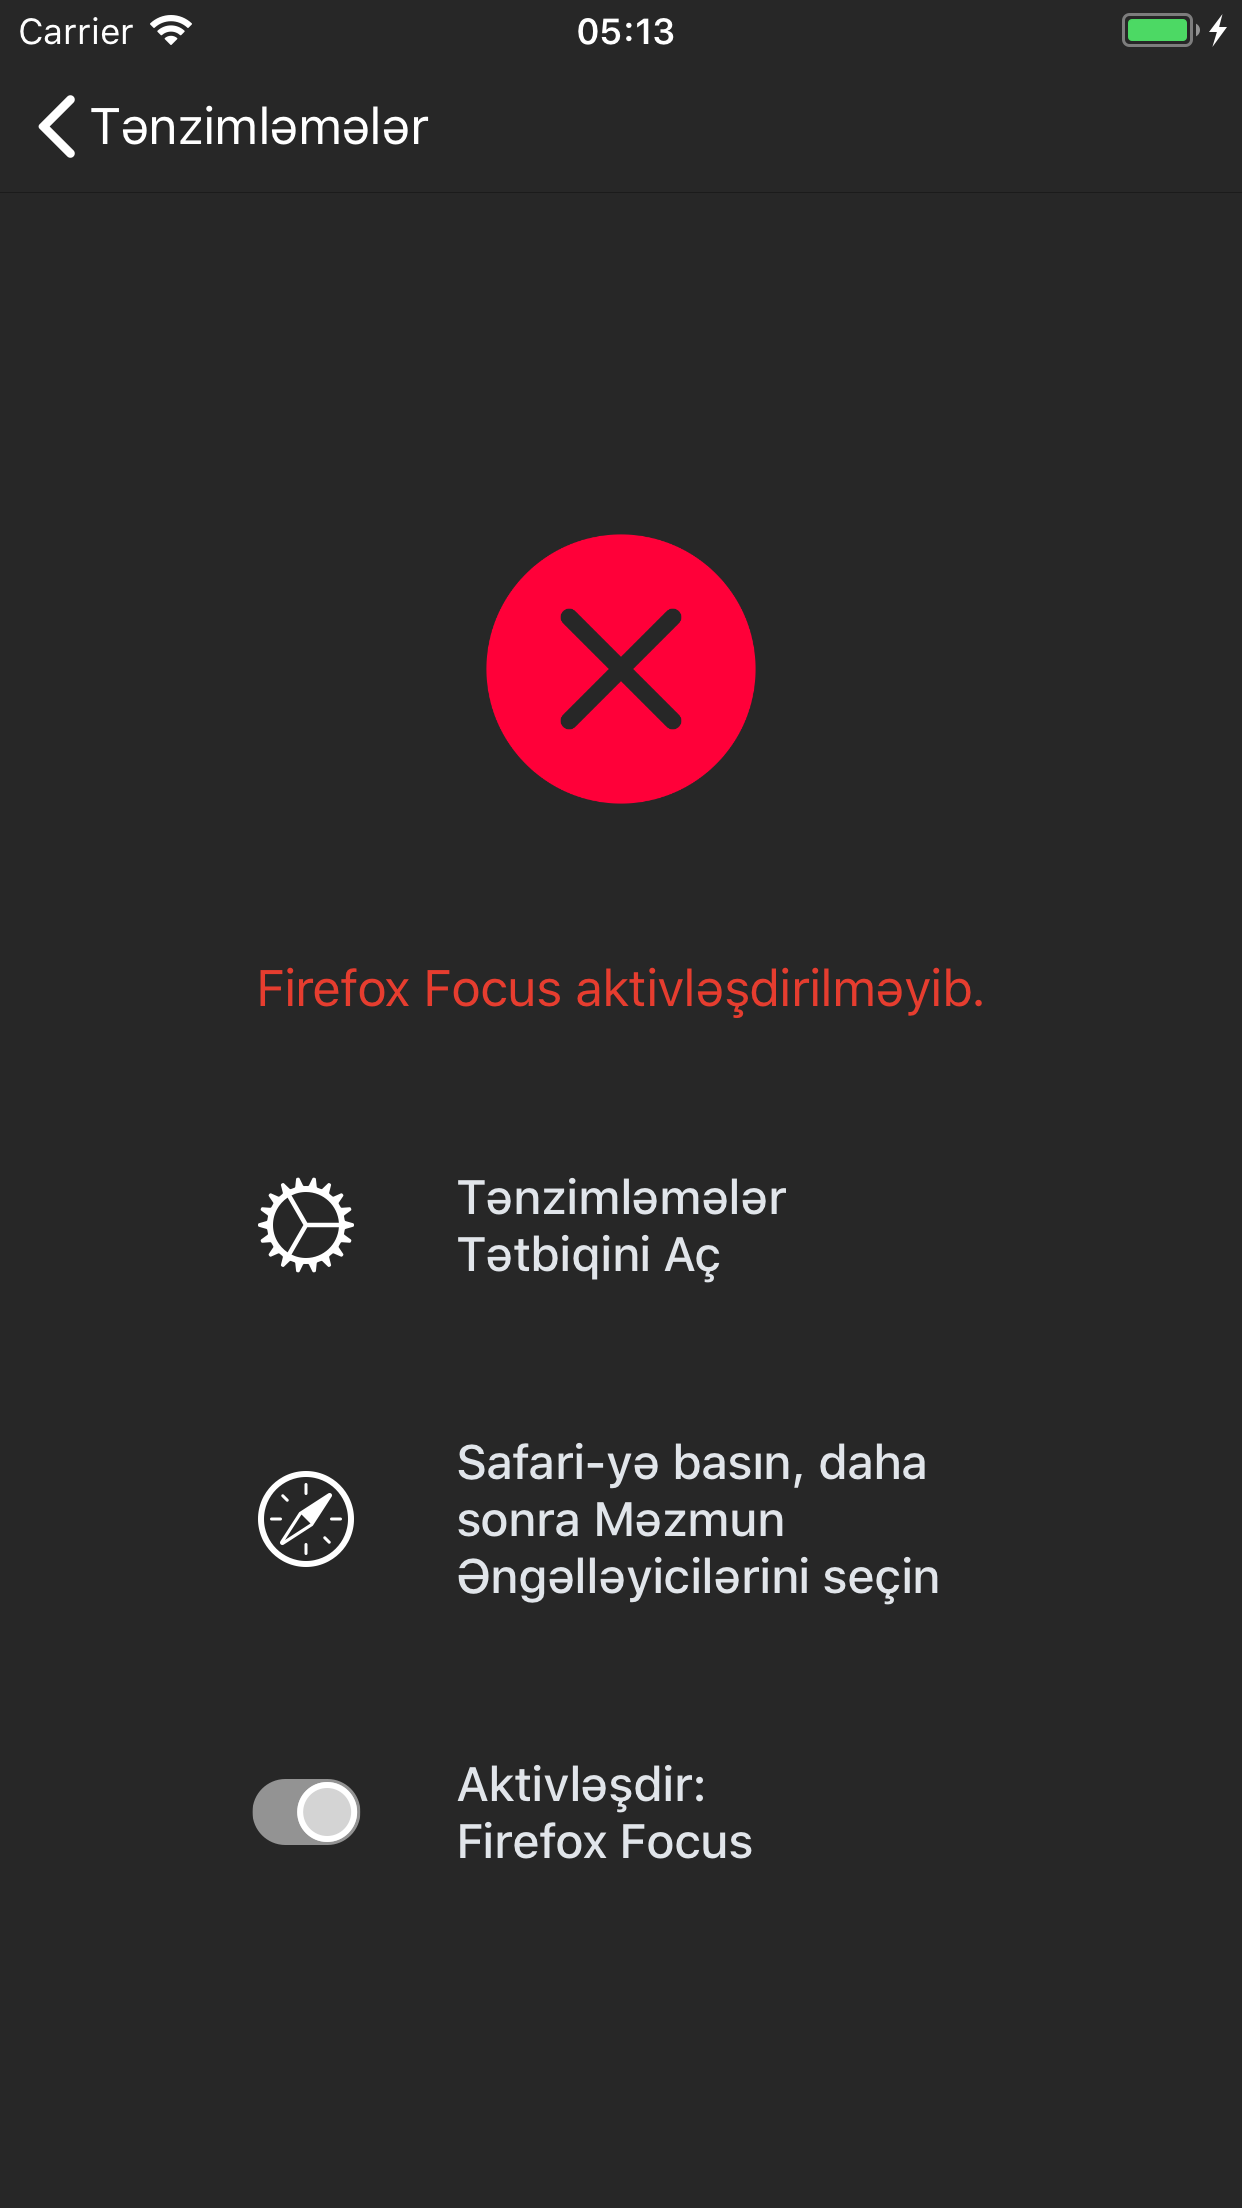 Carrier
05:13
Tənzimləmələr
Firefox Focus aktivləşdirilməyib.
Tənzimləmələr
Tətbiqini Aç
Safari-yə basın, daha
sonra Məzmun
Əngəlləyicilərini seçin
Aktivləşdir:
Firefox Focus